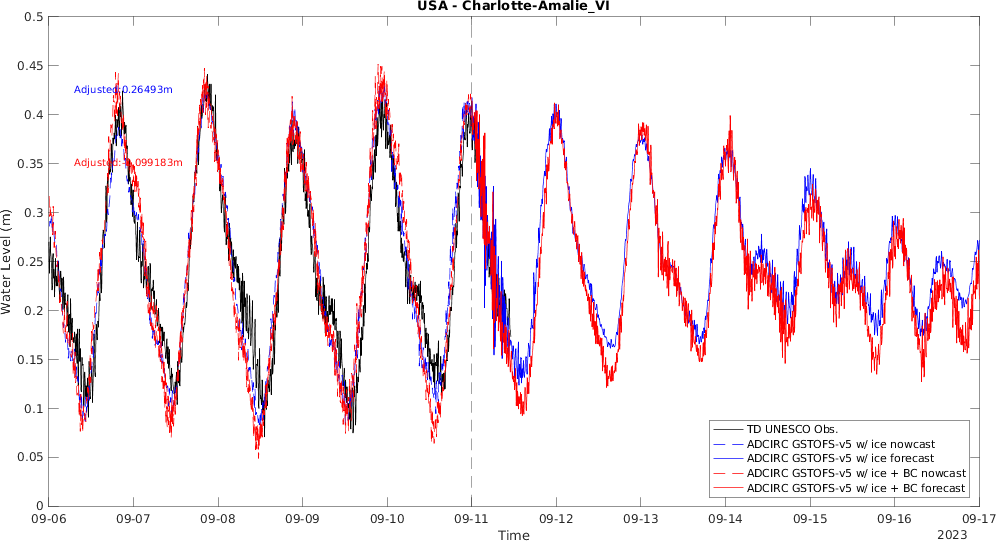 USA - Charlotte-Amalie_VI
0.5
0.45
0.4
0.35
0.3
0.25
0.2
0.15
0.1
0.05
0
Water Level (m)
Adjusted:0.26493m
Adjusted:-0.099183m
TD UNESCO Obs.
ADCIRC GSTOFS-v5 w/ ice nowcast
ADCIRC GSTOFS-v5 w/ ice forecast
ADCIRC GSTOFS-v5 w/ ice + BC nowcast
ADCIRC GSTOFS-v5 w/ ice + BC forecast
09-06 09-07 09-08 09-09 09-10 09-11 09-12 09-13 09-14 09-15 09-16 09-17
Time
2023